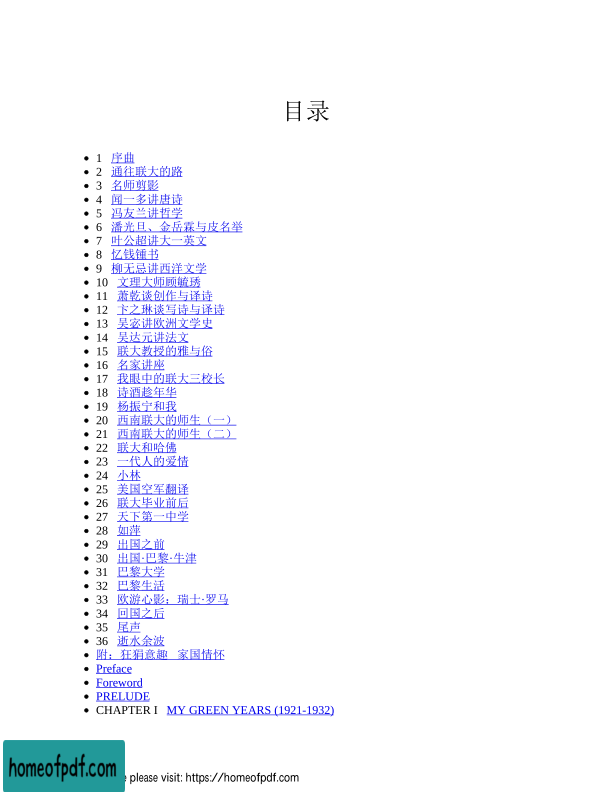 目录
• 1 序曲
• 2 通往联大的路
• 3 名师剪影
• 4 闻一多讲唐诗
• 5 冯友兰讲哲学
• 6 潘光旦、金岳霖与皮名举
• 7 叶公超讲大一英文
• 8 忆钱锺书
• 9 柳无忌讲西洋文学
• 10 文理大师顾毓琇
• 11 萧乾谈创作与译诗
• 12 卞之琳谈写诗与译诗
• 13 吴宓讲欧洲文学史
• 14 吴达元讲法文
• 15 联大教授的雅与俗
• 16 名家讲座
• 17 我眼中的联大三校长
• 18 诗酒趁年华
• 19 杨振宁和我
• 20 西南联大的师生（一）
• 21 西南联大的师生（二）
• 22 联大和哈佛
• 23 一代人的爱情
• 24 小林
• 25 美国空军翻译
• 26 联大毕业前后
• 27 天下第一中学
• 28 如萍
• 29 出国之前
• 30 出国·巴黎·牛津
• 31 巴黎大学
• 32 巴黎生活
• 33 欧游心影：瑞士·罗马
• 34 回国之后
• 35 尾声
• 36 逝水余波
• 附：狂狷意趣 家国情怀
• Preface
• Foreword
• PRELUDE
• CHAPTER I MY GREEN YEARS (1921-1932)
homeofpdf.com
e please visit: https://homeofpdf.com